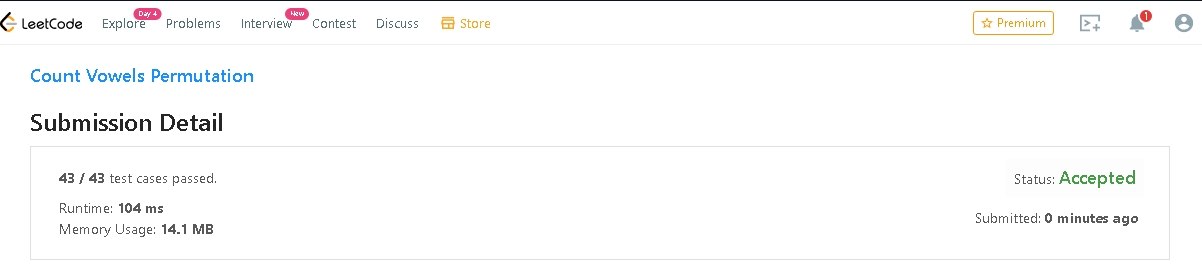 LeetCode Explore Day 4 Problems Interview New Contest Discuss Store Premium 1
Count Vowels Permutation
Submission Detail
43 / 43 test cases passed.
Status: Accepted
Runtime: 104 ms
Submitted: 0 minutes ago
Memory Usage: 14.1 MB